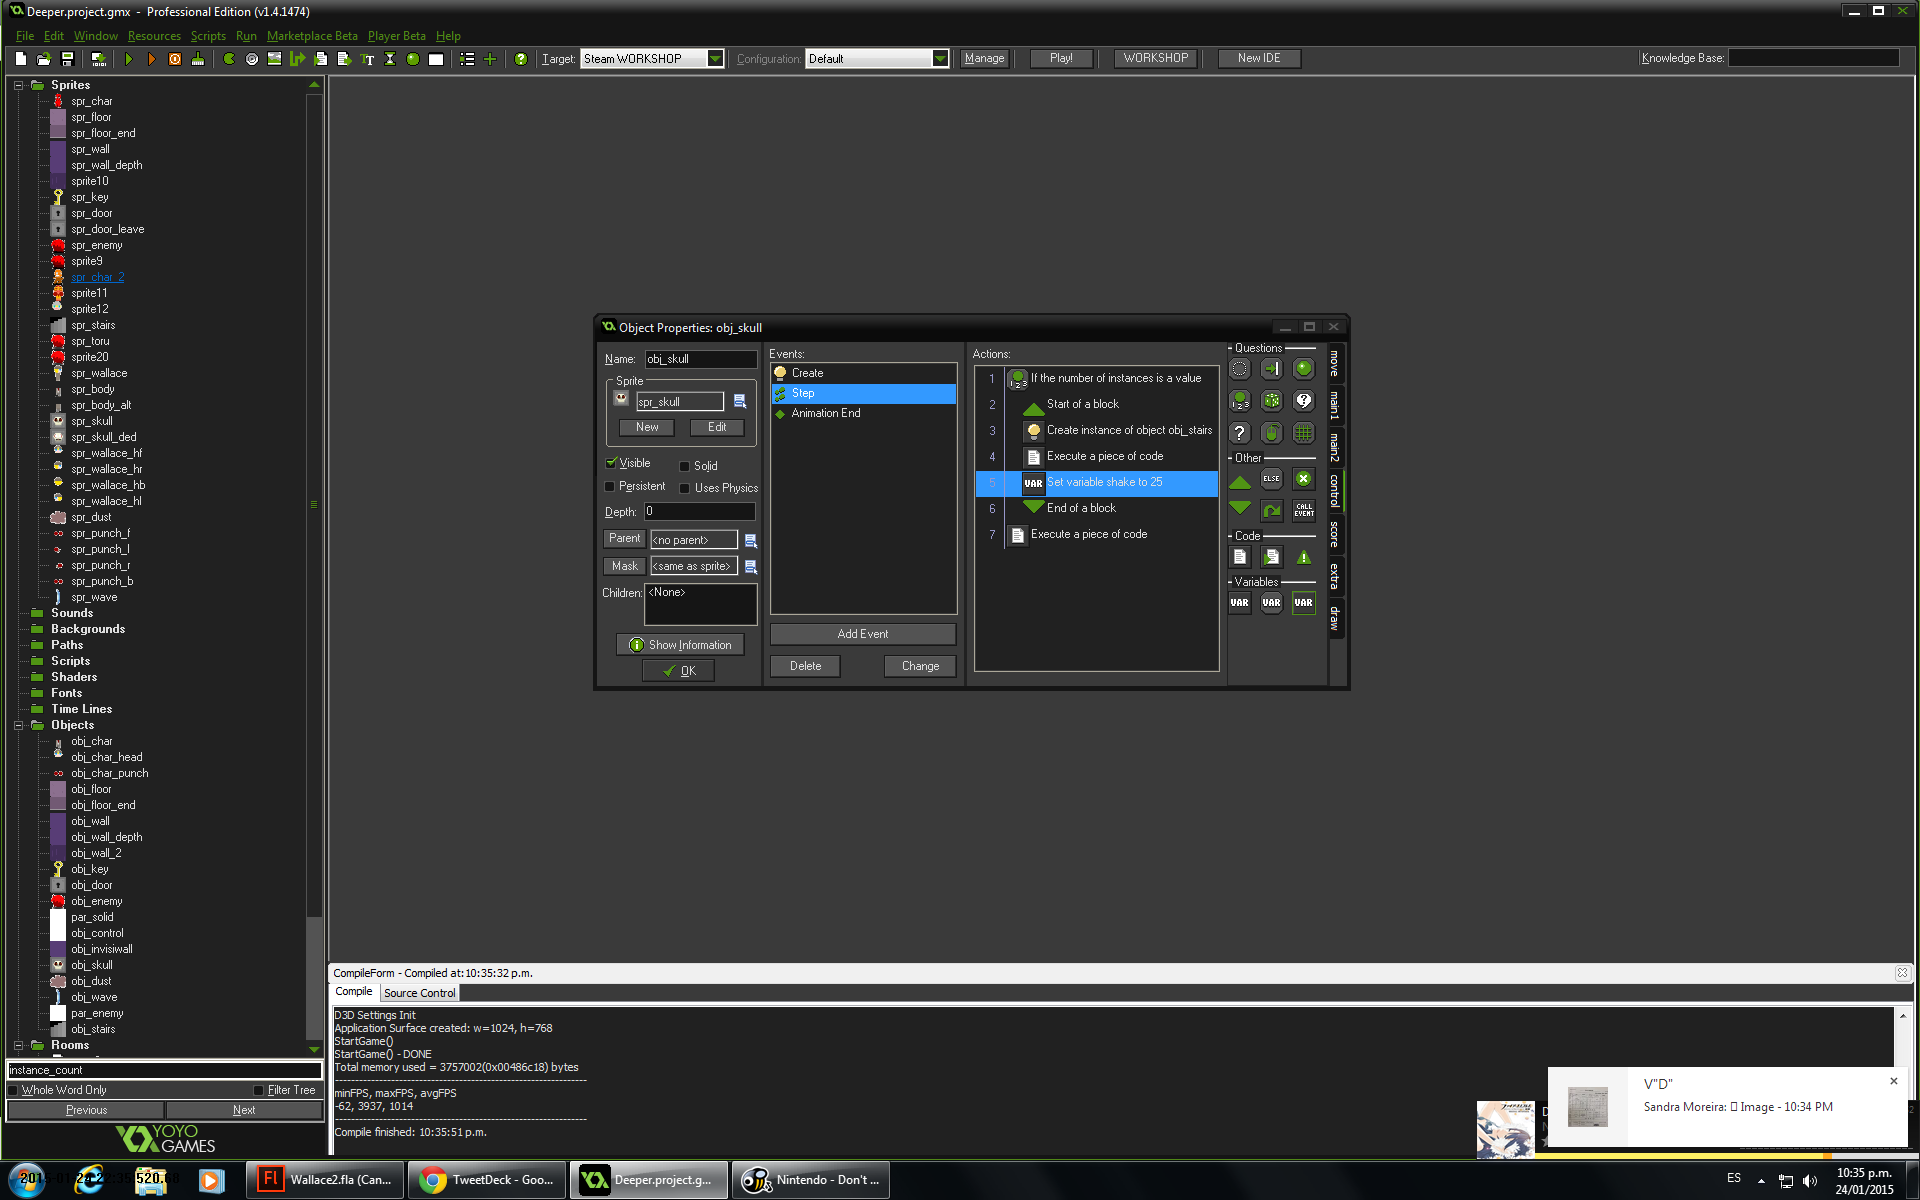 Deeper.project.gmx - Professional Edition (v1.4.1474)
File Edit Window Resources Scripts Run Marketplace Beta Player Beta Help
Target: Steam WORKSHOP Configuration: Default Manage Play! WORKSHOP New IDE Knowledge Base:
Sprites
spr_char
spr_floor
spr_floor_end
spr_wall
spr_wall_depth
sprite10
spr_key
spr_door
spr_door_leave
spr_enemy
sprite9
spr_char_2
sprite11
sprite12
spr_stairs
spr_toru
sprite20
spr_wallace
spr_body
spr_body_alt
spr_skull
spr_skull_ded
spr_wallace_hf
spr_wallace_hr
spr_wallace_hb
spr_wallace_hl
spr_dust
spr_punch_f
spr_punch_l
spr_punch_r
spr_punch_b
spr_wave
Sounds
Backgrounds
Paths
Scripts
Shaders
Fonts
Time Lines
Objects
obj_char
obj_char_head
obj_char_punch
obj_floor
obj_floor_end
obj_wall
obj_wall_depth
obj_wall_2
obj_key
obj_door
obj_enemy
par_solid
obj_control
obj_invisiwall
obj_skull
obj_dust
obj_wave
par_enemy
obj_stairs
Rooms
instance_count
Whole Word Only Filter Tree
Previous Next
YOYO
GAMES
Object Properties: obj_skull
Name: obj_skull
Sprite
spr_skull
New Edit
Visible Solid
Persistent Uses Physics
Depth: 0
Parent <no parent>
Mask <same as sprite>
Children: <None>
Show Information
OK
Events:
Create
Step
Animation End
Add Event
Delete Change
Actions:
1 If the number of instances is a value
2 Start of a block
3 Create instance of object obj_stairs
4 Execute a piece of code
5 VAR Set variable shake to 25
6 End of a block
7 Execute a piece of code
Questions
Other
ELSE
CALL EVENT
Code
Variables
VAR VAR VAR
move
main1
main2
control
score
extra
draw
CompileForm - Compiled at: 10:35:32 p.m.
Compile Source Control
D3D Settings Init
Application Surface created: w=1024, h=768
StartGame()
StartGame() - DONE
Total memory used = 3757002(0x00486c18) bytes
minFPS, maxFPS, avgFPS
-62, 3937, 1014
Compile finished: 10:35:51 p.m.
V"D"
Sandra Moreira: Image - 10:34 PM
Wallace2.fla (Can...
TweetDeck - Goo...
Deeper.project.g...
Nintendo - Don't ...
ES
10:35 p.m.
24/01/2015